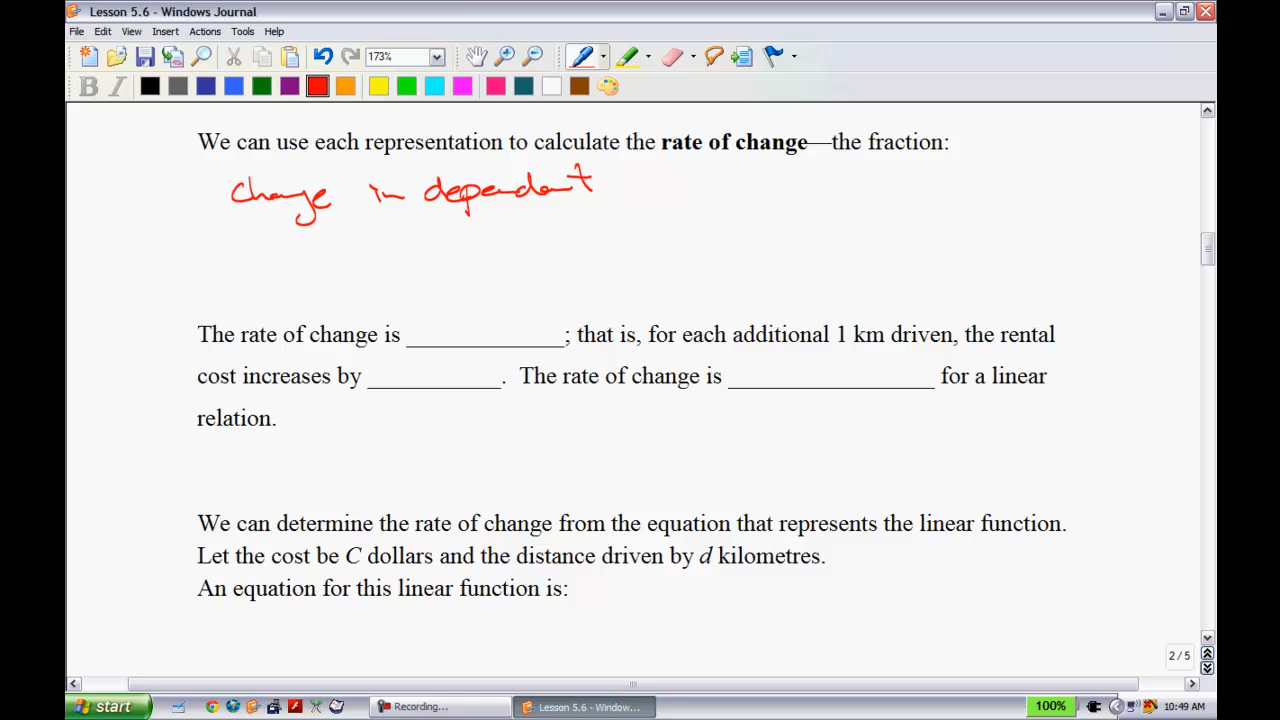 Lesson 5.6 - Windows Journal
File Edit View Insert Actions Tools Help
173%
B I
We can use each representation to calculate the rate of change—the fraction:
change in dependent
The rate of change is _____________; that is, for each additional 1 km driven, the rental
cost increases by ___________. The rate of change is _________________ for a linear
relation.
We can determine the rate of change from the equation that represents the linear function.
Let the cost be C dollars and the distance driven by d kilometres.
An equation for this linear function is:
2 / 5
start Recording... Lesson 5.6 - Window... 100% 10:49 AM